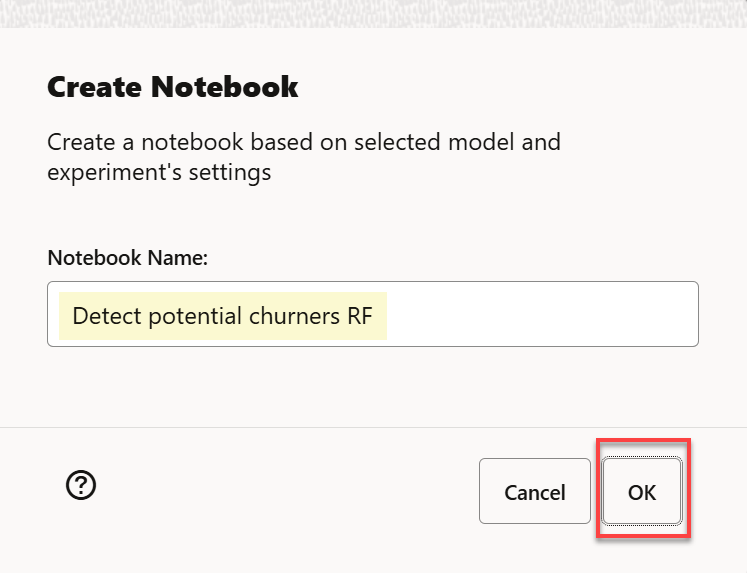 Create Notebook
Create a notebook based on selected model and
experiment's settings
Notebook Name:
Detect potential churners RF
?
Cancel
OK